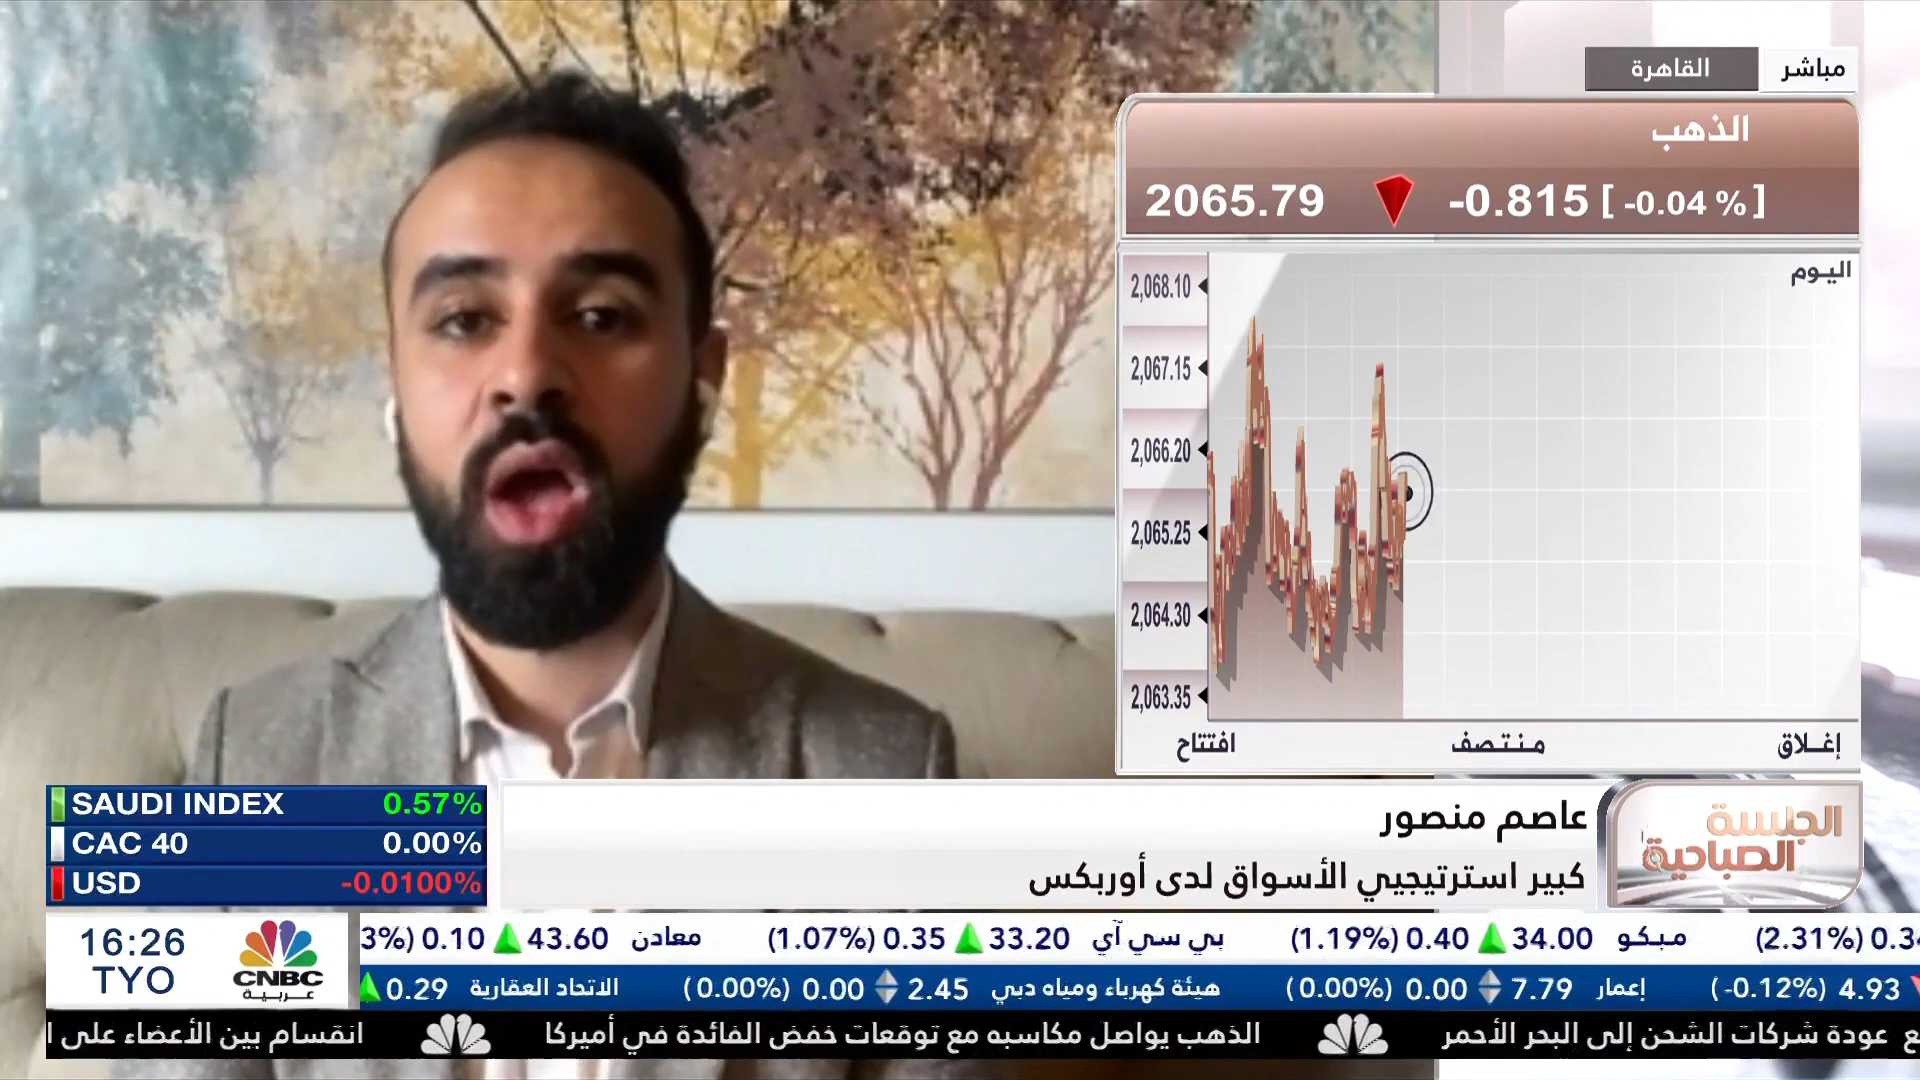 مباشر القاهرة
الذهب
2065.79 -0.815 [ -0.04 % ]
اليوم
2,068.10
2,067.15
2,066.20
2,065.25
2,064.30
2,063.35
افتتاح منتصف إغلاق
عاصم منصور
كبير استرتيجيي الأسواق لدى أوربكس
الجلسة
الصباحية
SAUDI INDEX 0.57%
CAC 40 0.00%
USD -0.0100%
16:26
TYO
CNBC
عربية
(2.31%) 0.34 مبكو 34.00 0.40 (1.19%) بي سي آي 33.20 0.35 (1.07%) معادن 43.60 0.10 3%)
4.93 (-0.12%) إعمار 7.79 0.00 (0.00%) هيئة كهرباء ومياه دبي 2.45 0.00 (0.00%) الاتحاد العقارية 0.29
ع عودة شركات الشحن إلى البحر الأحمر الذهب يواصل مكاسبه مع توقعات خفض الفائدة في أميركا انقسام بين الأعضاء على ا